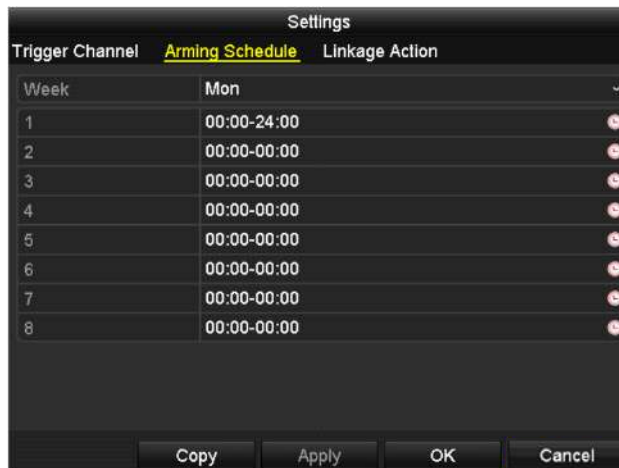 Settings
Trigger Channel Arming Schedule Linkage Action
Week Mon
1 00:00-24:00
2 00:00-00:00
3 00:00-00:00
4 00:00-00:00
5 00:00-00:00
6 00:00-00:00
7 00:00-00:00
8 00:00-00:00
Copy Apply OK Cancel